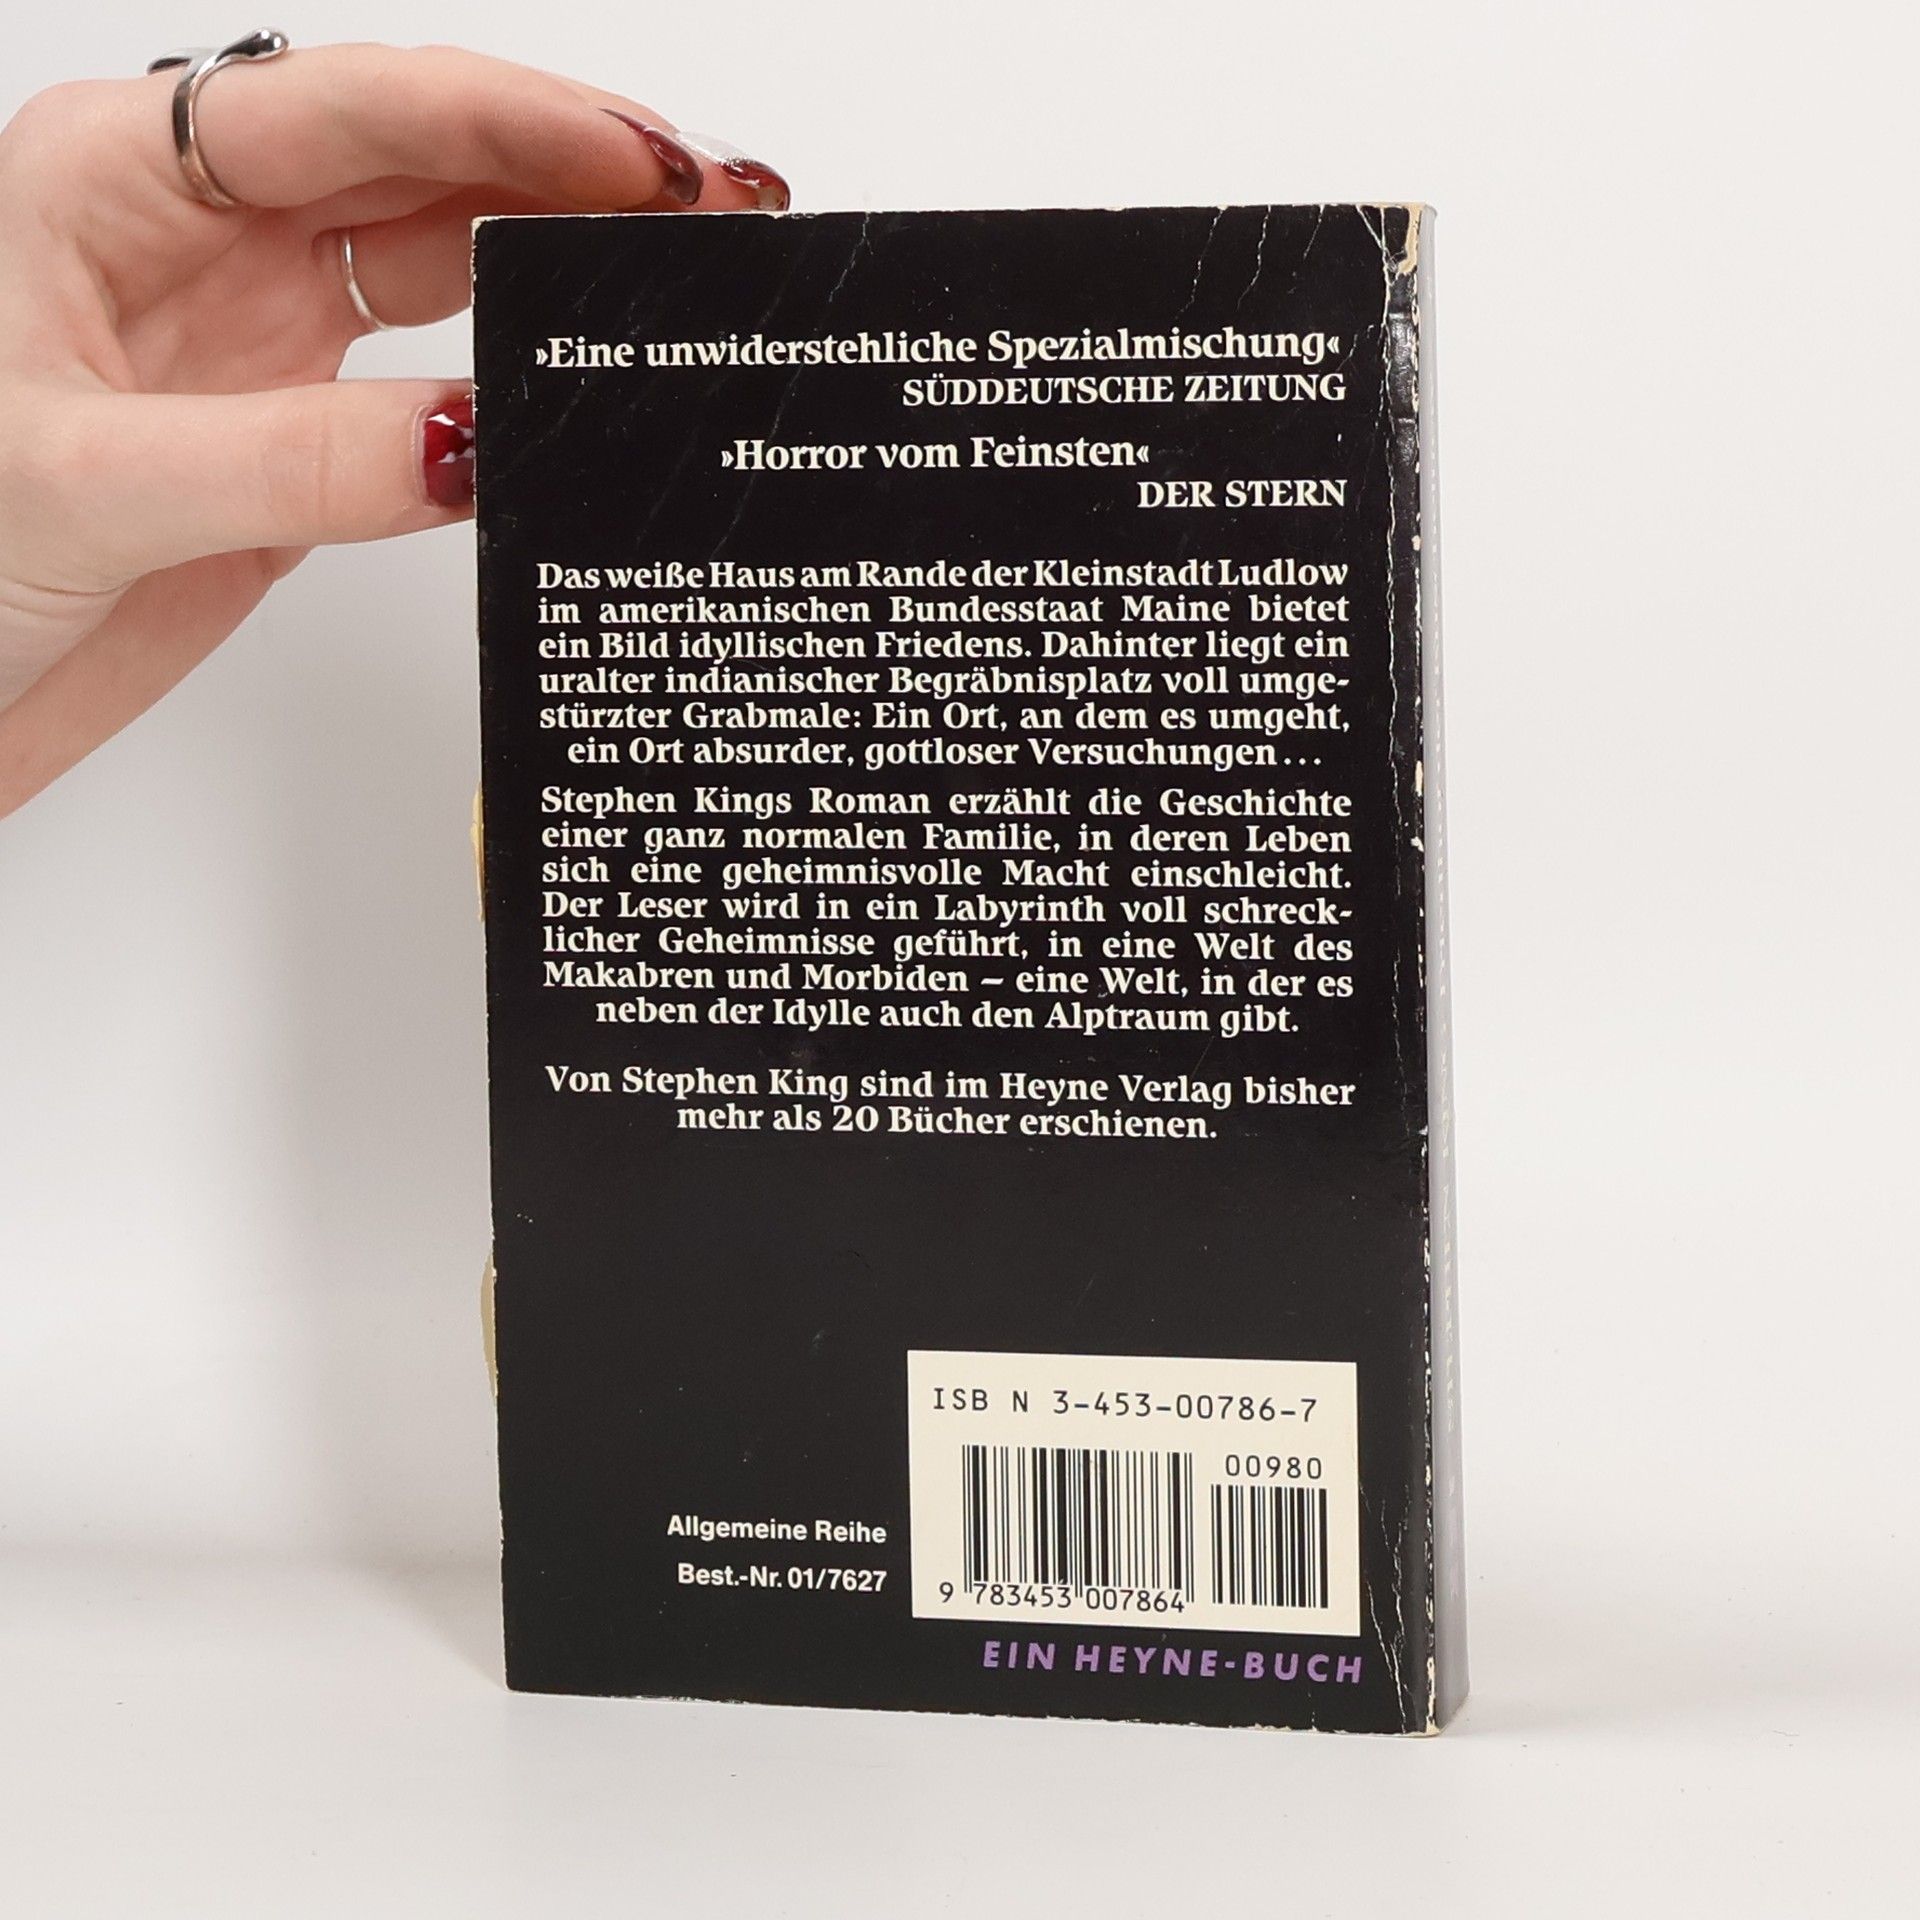 »Eine unwiderstehliche Spezialmischung«
SÜDDEUTSCHE ZEITUNG
»Horror vom Feinsten«
DER STERN
Das weiße Haus am Rande der Kleinstadt Ludlow
im amerikanischen Bundesstaat Maine bietet
ein Bild idyllischen Friedens. Dahinter liegt ein
uralter indianischer Begräbnisplatz voll umge-
stürzter Grabmale: Ein Ort, an dem es umgeht,
ein Ort absurder, gottloser Versuchungen...
Stephen Kings Roman erzählt die Geschichte
einer ganz normalen Familie, in deren Leben
sich eine geheimnisvolle Macht einschleicht.
Der Leser wird in ein Labyrinth voll schreck-
licher Geheimnisse geführt, in eine Welt des
Makabren und Morbiden – eine Welt, in der es
neben der Idylle auch den Alptraum gibt.
Von Stephen King sind im Heyne Verlag bisher
mehr als 20 Bücher erschienen.
ISB N 3-453-00786-7
00980
9 783453 007864
Allgemeine Reihe
Best.-Nr. 01/7627
EIN HEYNE-BUCH